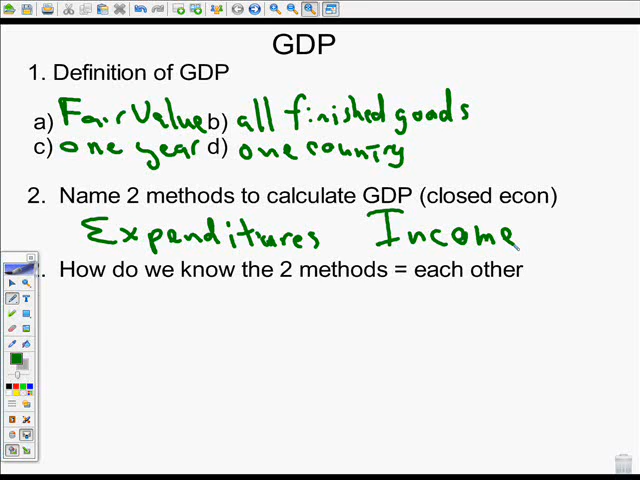 GDP
1. Definition of GDP
a) Fair Value b) all finished goods
c) one year d) one country
2. Name 2 methods to calculate GDP (closed econ)
Expenditures Income
. How do we know the 2 methods = each other